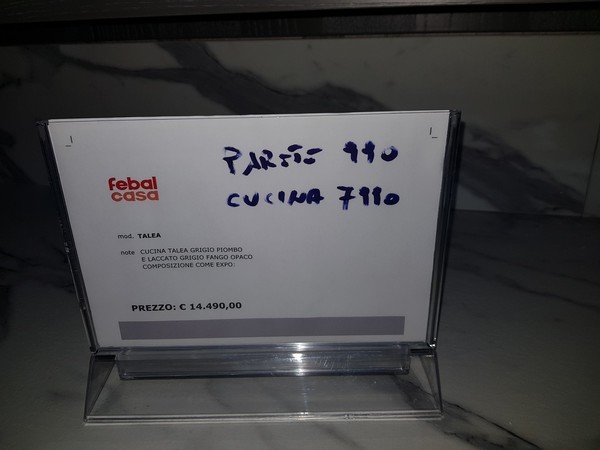 PARETE 990
CUCINA 7990
febal
casa
mod. TALEA
note CUCINA TALEA GRIGIO PIOMBO
E LACCATO GRIGIO FANGO OPACO
COMPOSIZIONE COME EXPO:
PREZZO: € 14.490,00